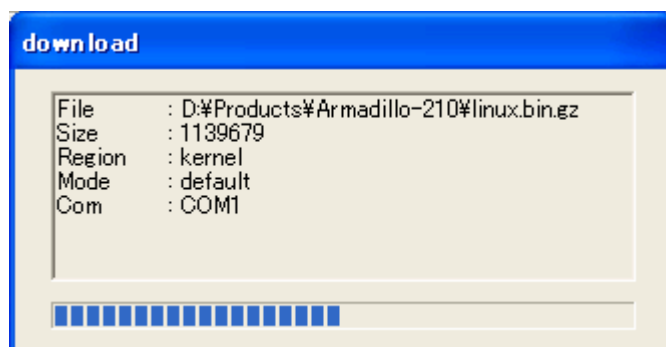 download
File : D:¥Products¥Armadillo-210¥linux.bin.gz
Size : 1139679
Region : kernel
Mode : default
Com : COM1